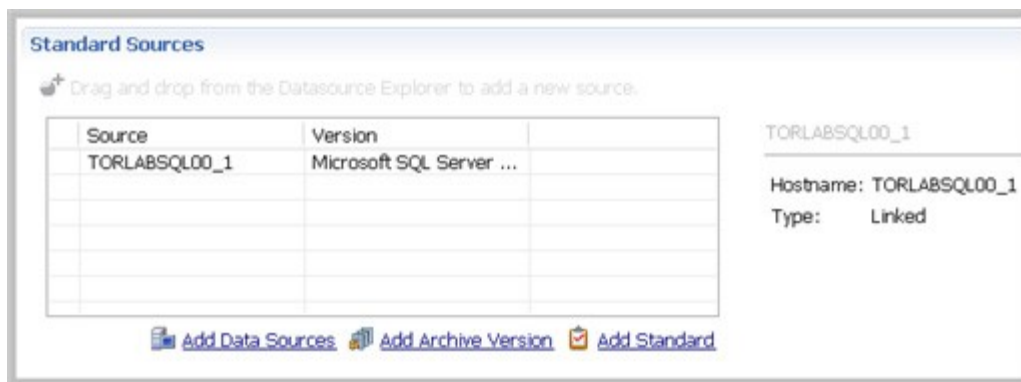 Standard Sources
Drag and drop from the Datasource Explorer to add a new source.
Source Version
TORLABSQL00_1 Microsoft SQL Server ...
TORLABSQL00_1
Hostname: TORLABSQL00_1
Type: Linked
Add Data Sources Add Archive Version Add Standard